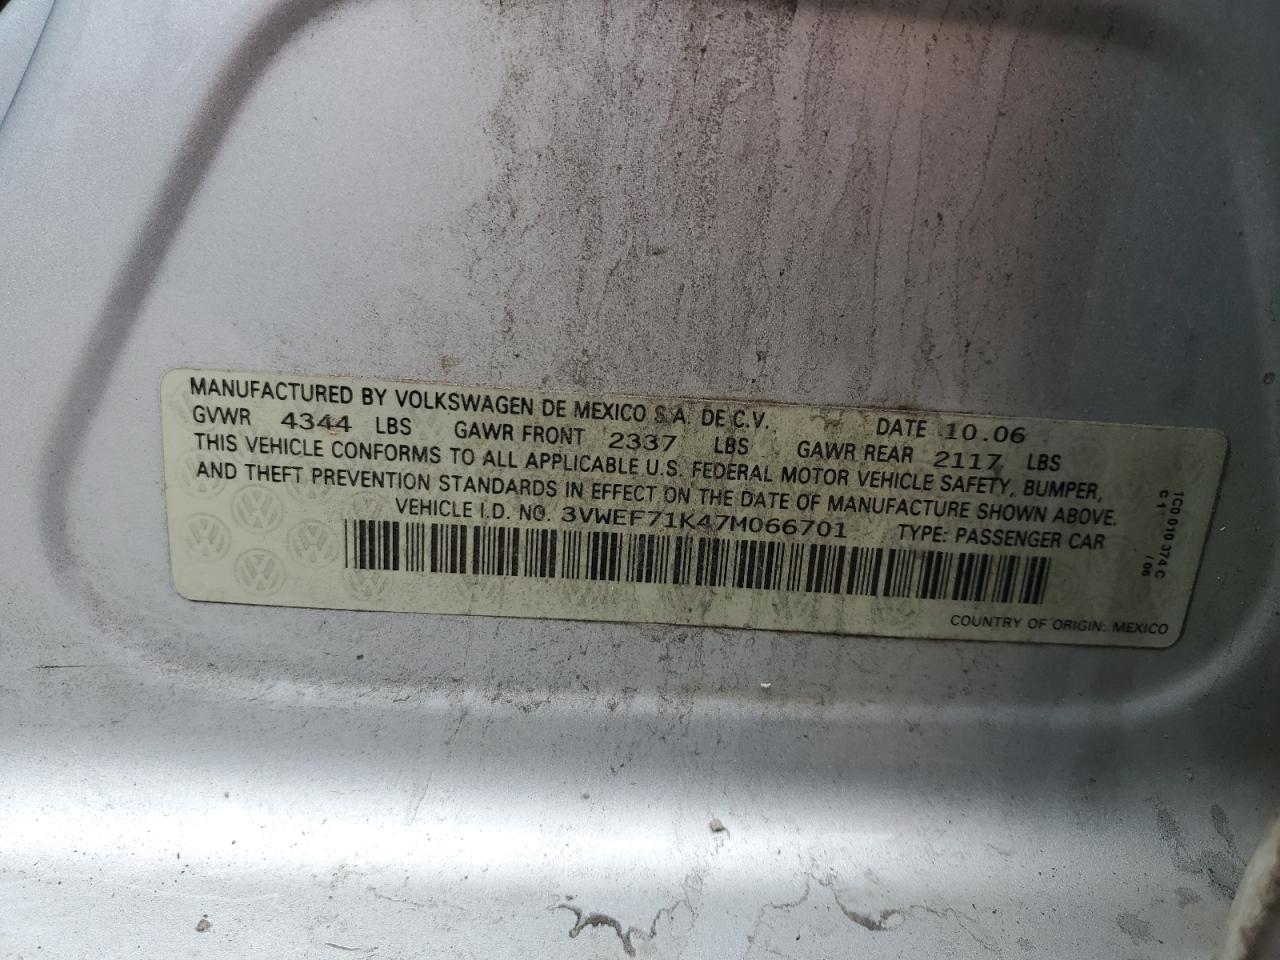 MANUFACTURED BY VOLKSWAGEN DE MEXICO S.A. DE C.V. DATE 10.06
GVWR 4344 LBS GAWR FRONT 2337 LBS GAWR REAR 2117 LBS
THIS VEHICLE CONFORMS TO ALL APPLICABLE U.S. FEDERAL MOTOR VEHICLE SAFETY, BUMPER,
AND THEFT PREVENTION STANDARDS IN EFFECT ON THE DATE OF MANUFACTURE SHOWN ABOVE.
VEHICLE I.D. NO. 3VWEF71K47M066701 TYPE: PASSENGER CAR
COUNTRY OF ORIGIN: MEXICO
1C0 010 374 C
C 1 /06